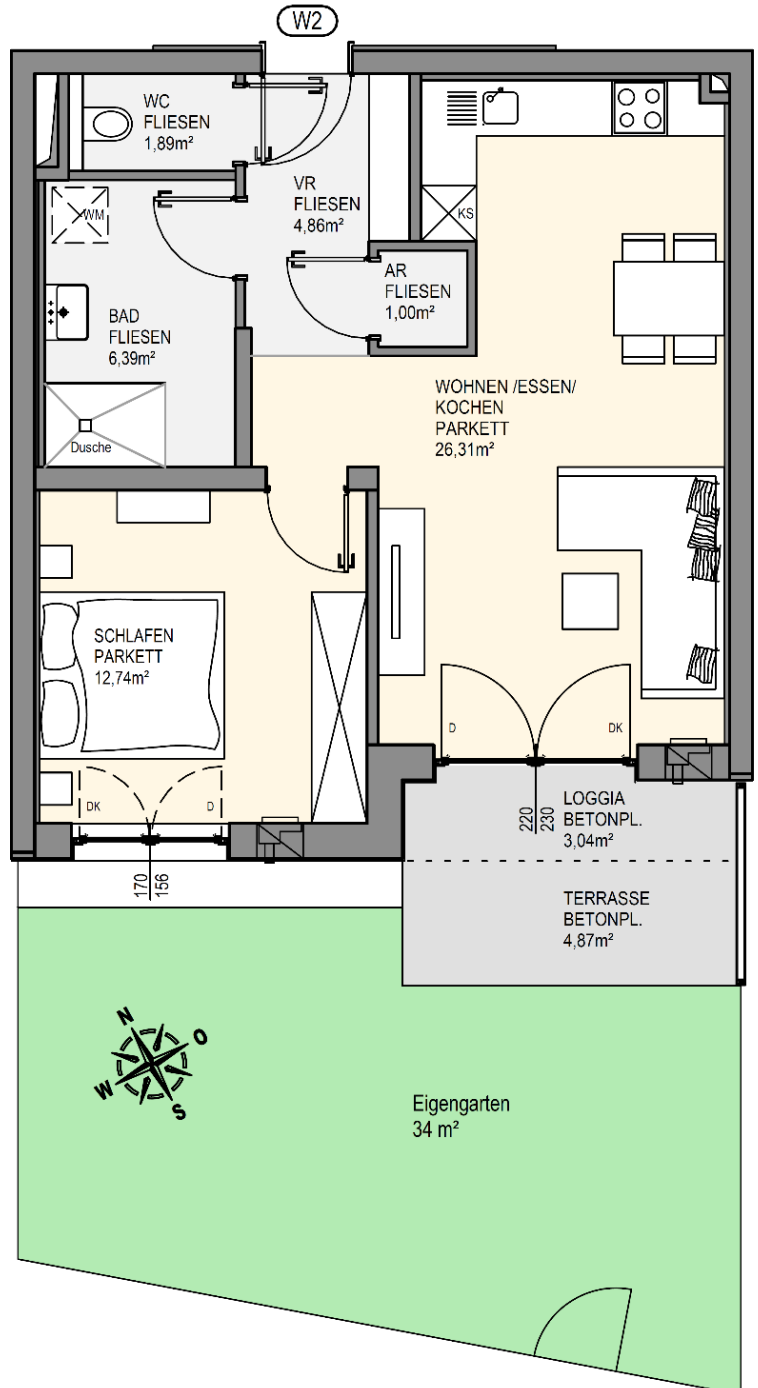 W2
WC
FLIESEN
1,89m²
VR
FLIESEN
4,86m²
WM
KS
AR
FLIESEN
1,00m²
BAD
FLIESEN
6,39m²
Dusche
WOHNEN /ESSEN/
KOCHEN
PARKETT
26,31m²
SCHLAFEN
PARKETT
12,74m²
D
DK
DK
D
220
230
LOGGIA
BETONPL.
3,04m²
170
156
TERRASSE
BETONPL.
4,87m²
N
O
W
S
Eigengarten
34 m²